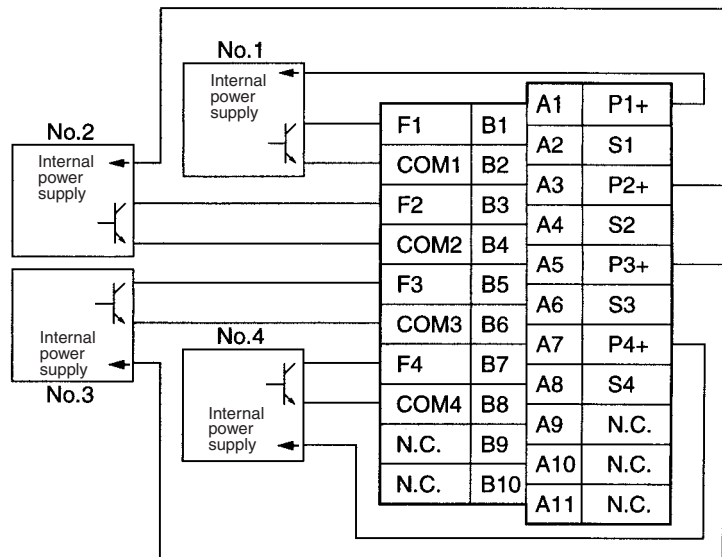 No.1
Internal
power
supply
No.2
Internal
power
supply
Internal
power
supply
No.3
No.4
Internal
power
supply
F1 B1
COM1 B2
F2 B3
COM2 B4
F3 B5
COM3 B6
F4 B7
COM4 B8
N.C. B9
N.C. B10
A1 P1+
A2 S1
A3 P2+
A4 S2
A5 P3+
A6 S3
A7 P4+
A8 S4
A9 N.C.
A10 N.C.
A11 N.C.